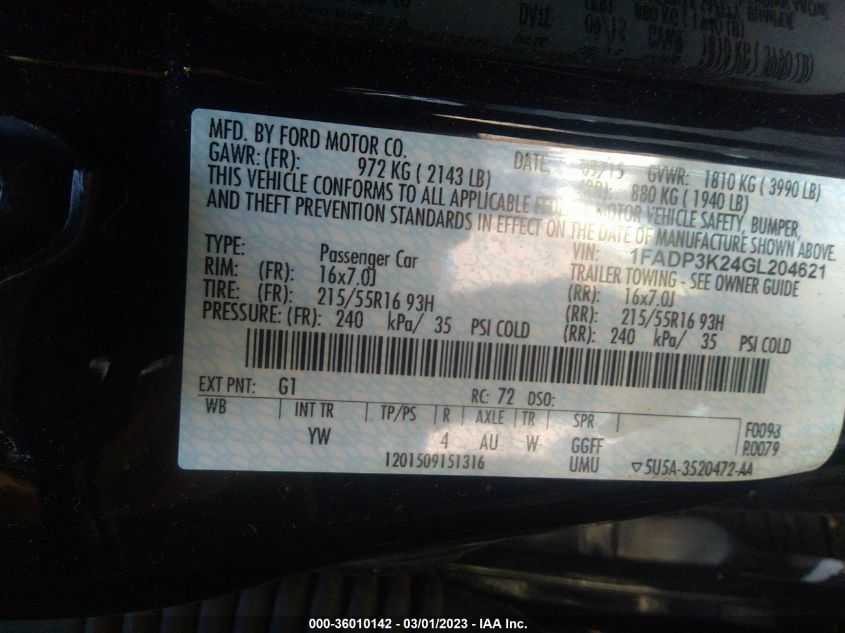 MFD. BY FORD MOTOR CO. DATE: 09/15 GVWR: 1810 KG ( 3990 LB)
GAWR: (FR): 972 KG ( 2143 LB) (RR): 880 KG ( 1940 LB)
THIS VEHICLE CONFORMS TO ALL APPLICABLE FEDERAL MOTOR VEHICLE SAFETY, BUMPER,
AND THEFT PREVENTION STANDARDS IN EFFECT ON THE DATE OF MANUFACTURE SHOWN ABOVE.
VIN: 1FADP3K24GL204621
TYPE: Passenger Car TRAILER TOWING - SEE OWNER GUIDE
RIM: (FR): 16x7.0J (RR): 16x7.0J
TIRE: (FR): 215/55R16 93H (RR): 215/55R16 93H
PRESSURE: (FR): 240 kPa/ 35 PSI COLD (RR): 240 kPa/ 35 PSI COLD
EXT PNT: G1 RC: 72 DSO:
WB INT TR TP/PS R AXLE TR SPR F0093
YW 4 AU W GGFF R0079
1201509151316 UMU 5U5A-3520472-AA
000-36010142 - 03/01/2023 - IAA Inc.